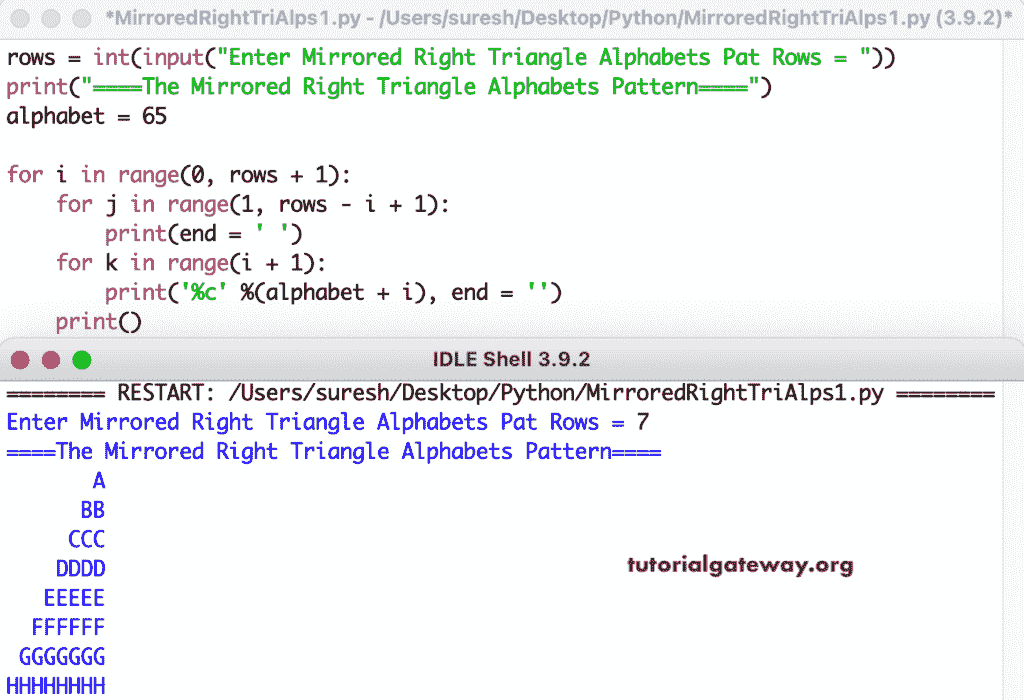 *MirroredRightTriAlps1.py - /Users/suresh/Desktop/Python/MirroredRightTriAlps1.py (3.9.2)*
rows = int(input("Enter Mirrored Right Triangle Alphabets Pat Rows = "))
print("====The Mirrored Right Triangle Alphabets Pattern====")
alphabet = 65

for i in range(0, rows + 1):
    for j in range(1, rows - i + 1):
        print(end = ' ')
    for k in range(i + 1):
        print('%c' %(alphabet + i), end = '')
    print()
IDLE Shell 3.9.2
======== RESTART: /Users/suresh/Desktop/Python/MirroredRightTriAlps1.py ========
Enter Mirrored Right Triangle Alphabets Pat Rows = 7
====The Mirrored Right Triangle Alphabets Pattern====
       A
      BB
     CCC
    DDDD
tutorialgateway.org
   EEEEE
  FFFFFF
 GGGGGGG
HHHHHHHH